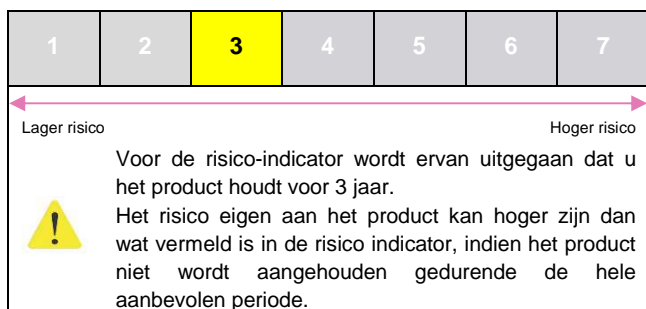 1 2 3 4 5 6 7
Lager risico Hoger risico
Voor de risico-indicator wordt ervan uitgegaan dat u
het product houdt voor 3 jaar.
Het risico eigen aan het product kan hoger zijn dan
wat vermeld is in de risico indicator, indien het product
niet wordt aangehouden gedurende de hele
aanbevolen periode.